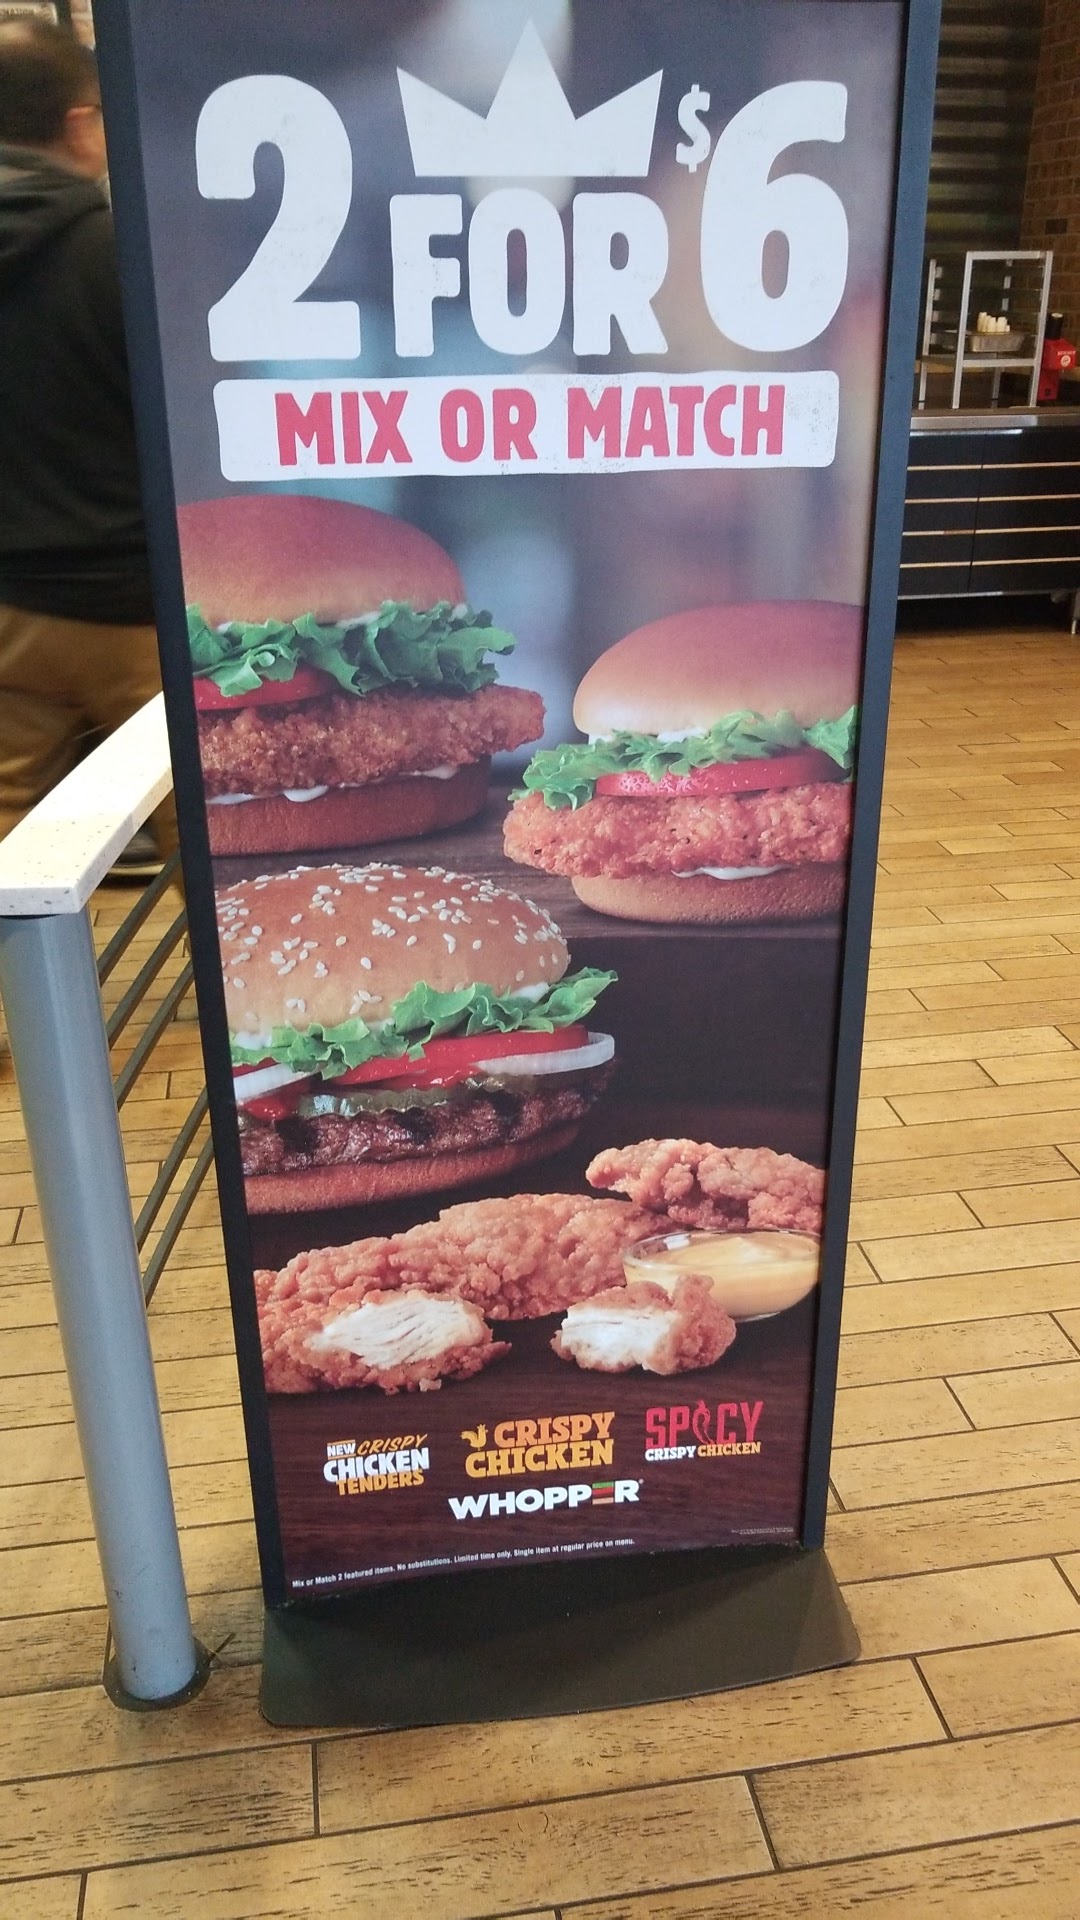 2 FOR $6
MIX OR MATCH
NEW CRISPY
CHICKEN
TENDERS
CRISPY
CHICKEN
SPICY
CRISPY CHICKEN
WHOPPER®
Mix or Match 2 featured items. No substitutions. Limited time only. Single item at regular price on menu.